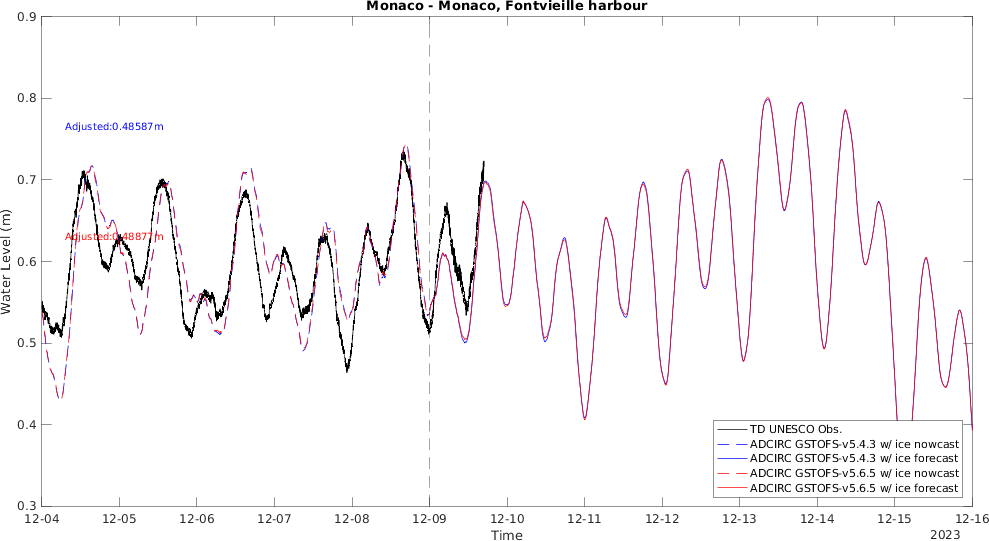 Monaco - Monaco, Fontvieille harbour
Water Level (m)
0.9
0.8
0.7
0.6
0.5
0.4
0.3
Adjusted:0.48587m
Adjusted:0.48877m
TD UNESCO Obs.
ADCIRC GSTOFS-v5.4.3 w/ ice nowcast
ADCIRC GSTOFS-v5.4.3 w/ ice forecast
ADCIRC GSTOFS-v5.6.5 w/ ice nowcast
ADCIRC GSTOFS-v5.6.5 w/ ice forecast
12-04 12-05 12-06 12-07 12-08 12-09 12-10 12-11 12-12 12-13 12-14 12-15 12-16
Time
2023